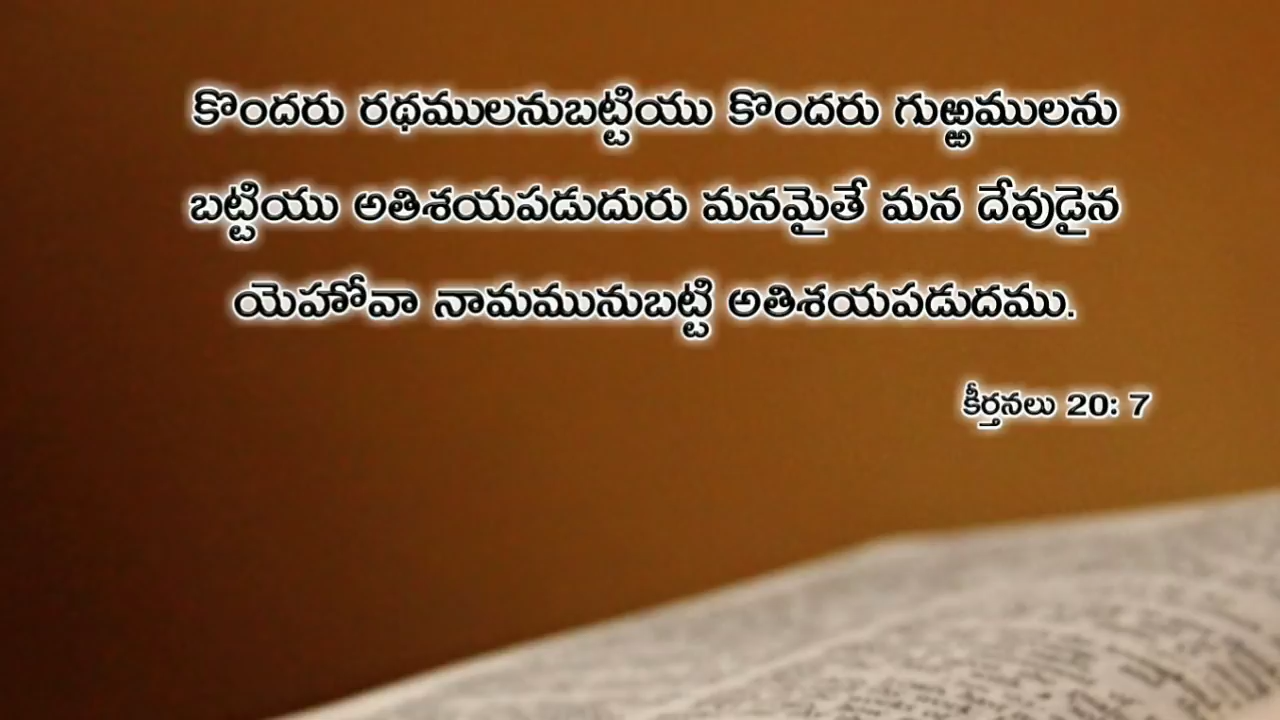 కొందరు రథములనుబట్టియు కొందరు గుఱ్ఱములను
బట్టియు అతిశయపడుదురు మనమైతే మన దేవుడైన
యెహోవా నామమునుబట్టి అతిశయపడుదము.
కీర్తనలు 20: 7